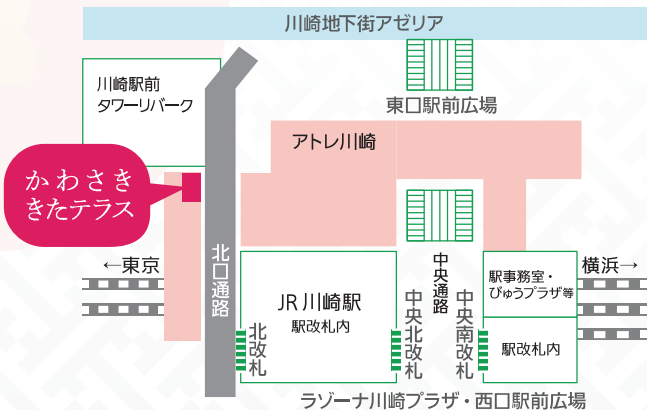 川崎地下街アゼリア
川崎駅前
タワーリバーク
東口駅前広場
アトレ川崎
かわさき
きたテラス
←東京
北口通路
JR川崎駅
駅改札内
北改札
中央北改札
中央通路
中央南改札
駅事務室・
びゅうプラザ等
横浜→
駅改札内
ラゾーナ川崎プラザ・西口駅前広場